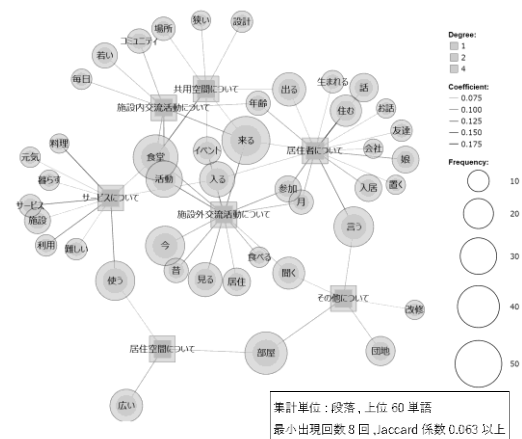 狭い
設計
場所
コミュニティ
若い
毎日
共用空間について
施設内交流活動について
年齢
出る
生まれる
話
住む
お話
友達
会社
娘
居住者について
入居
置く
来る
イベント
食堂
活動
入る
参加
月
料理
元気
暮らす
サービス
施設
サービスについて
利用
難しい
施設外交流活動について
言う
今
昔
見る
居住
食べる
聞く
使う
その他について
改修
居住空間について
部屋
団地
広い
Degree:
1
2
4
Coefficient:
0.075
0.100
0.125
0.150
0.175
Frequency:
10
20
30
40
50
集計単位：段落，上位 60 単語
最小出現回数 8 回，Jaccard 係数 0.063 以上